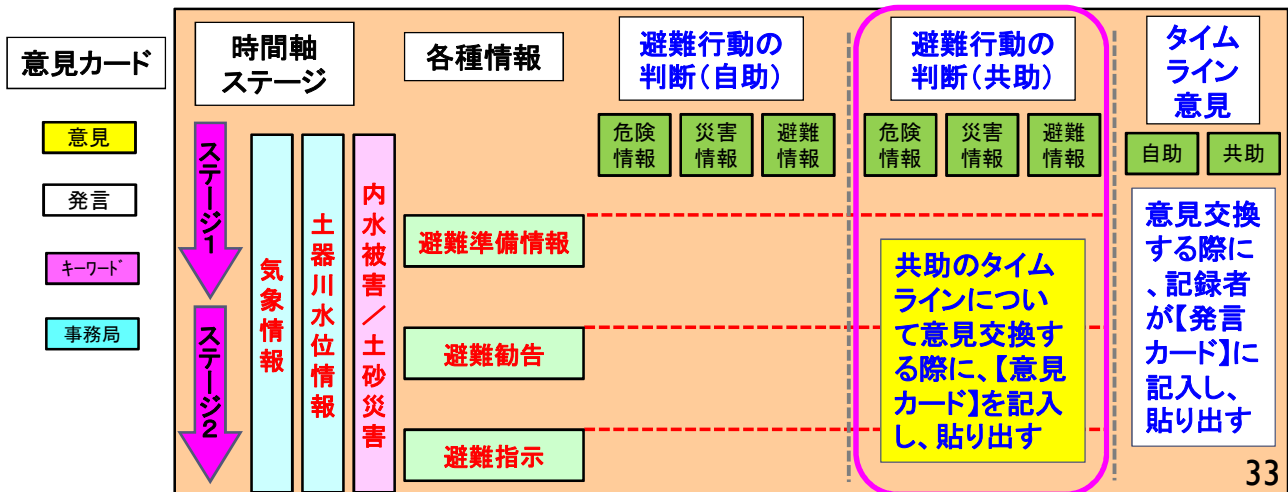 意見カード
意見
発言
キーワード
事務局
時間軸
ステージ
各種情報
ステージ1
ステージ2
気象情報
土器川水位情報
内水被害／土砂災害
避難準備情報
避難勧告
避難指示
避難行動の
判断（自助）
危険
情報
災害
情報
避難
情報
避難行動の
判断（共助）
危険
情報
災害
情報
避難
情報
共助のタイム
ラインについ
て意見交換す
る際に、【意見
カード】を記入
し、貼り出す
タイム
ライン
意見
自助
共助
意見交換
する際に
、記録者
が【発言
カード】に
記入し、
貼り出す
33